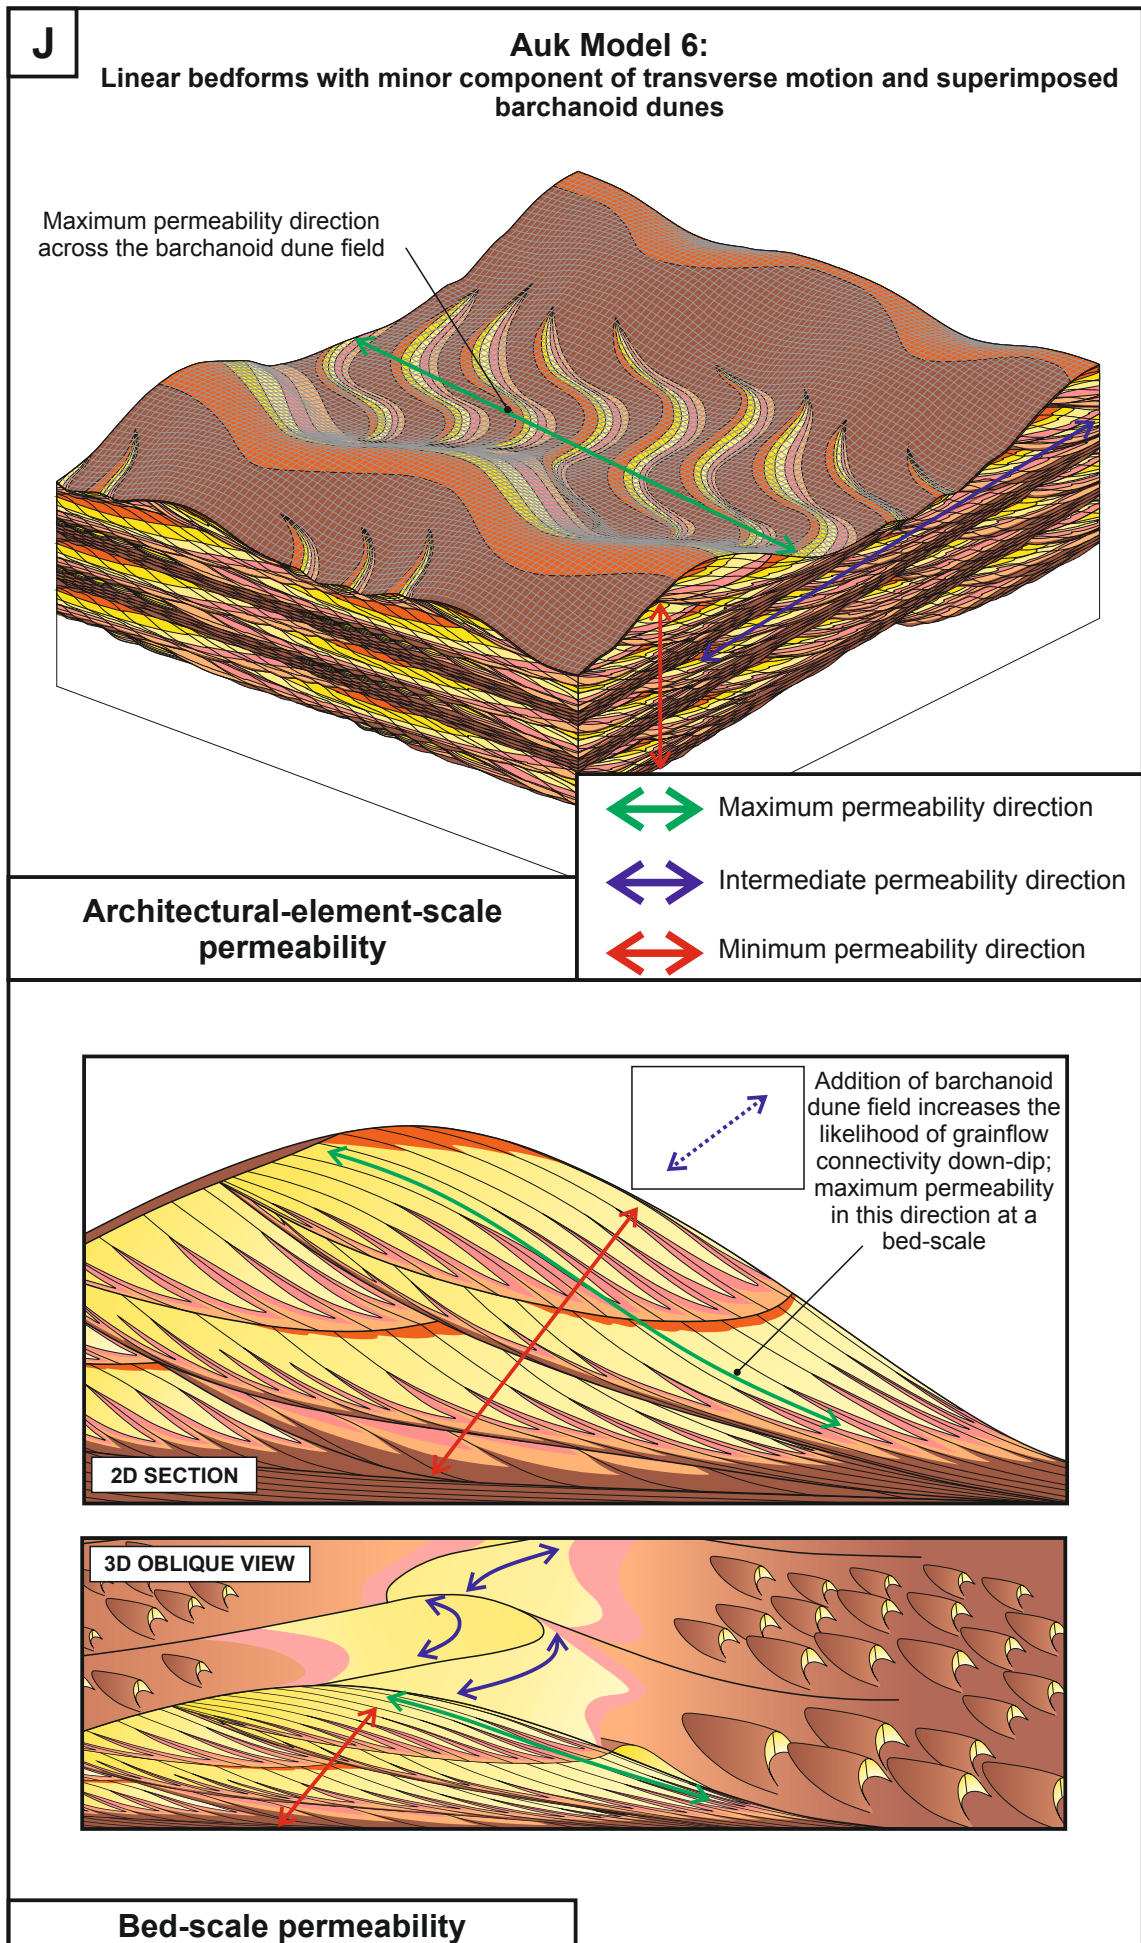 J
Auk Model 6:
Linear bedforms with minor component of transverse motion and superimposed
barchanoid dunes
Maximum permeability direction
across the barchanoid dune field
Maximum permeability direction
Intermediate permeability direction
Minimum permeability direction
Architectural-element-scale
permeability
Addition of barchanoid
dune field increases the
likelihood of grainflow
connectivity down-dip;
maximum permeability
in this direction at a
bed-scale
2D SECTION
3D OBLIQUE VIEW
Bed-scale permeability